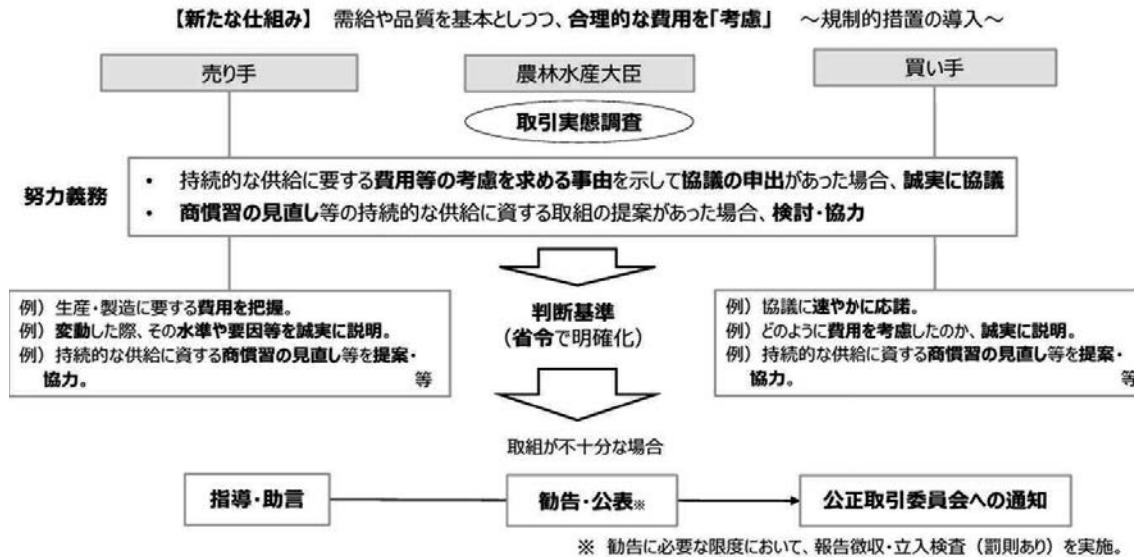 【新たな仕組み】 需給や品質を基本としつつ、合理的な費用を「考慮」 ～規制的措置の導入～
売り手
農林水産大臣
買い手
取引実態調査
努力義務
・ 持続的な供給に要する費用等の考慮を求める事由を示して協議の申出があった場合、誠実に協議
・ 商慣習の見直し等の持続的な供給に資する取組の提案があった場合、検討・協力
例）生産・製造に要する費用を把握。
例）変動した際、その水準や要因等を誠実に説明。
例）持続的な供給に資する商慣習の見直し等を提案・
協力。 等
判断基準
（省令で明確化）
例）協議に速やかに応諾。
例）どのように費用を考慮したのか、誠実に説明。
例）持続的な供給に資する商慣習の見直し等を提案・
協力。 等
取組が不十分な場合
指導・助言
勧告・公表※
公正取引委員会への通知
※ 勧告に必要な限度において、報告徴収・立入検査（罰則あり）を実施。